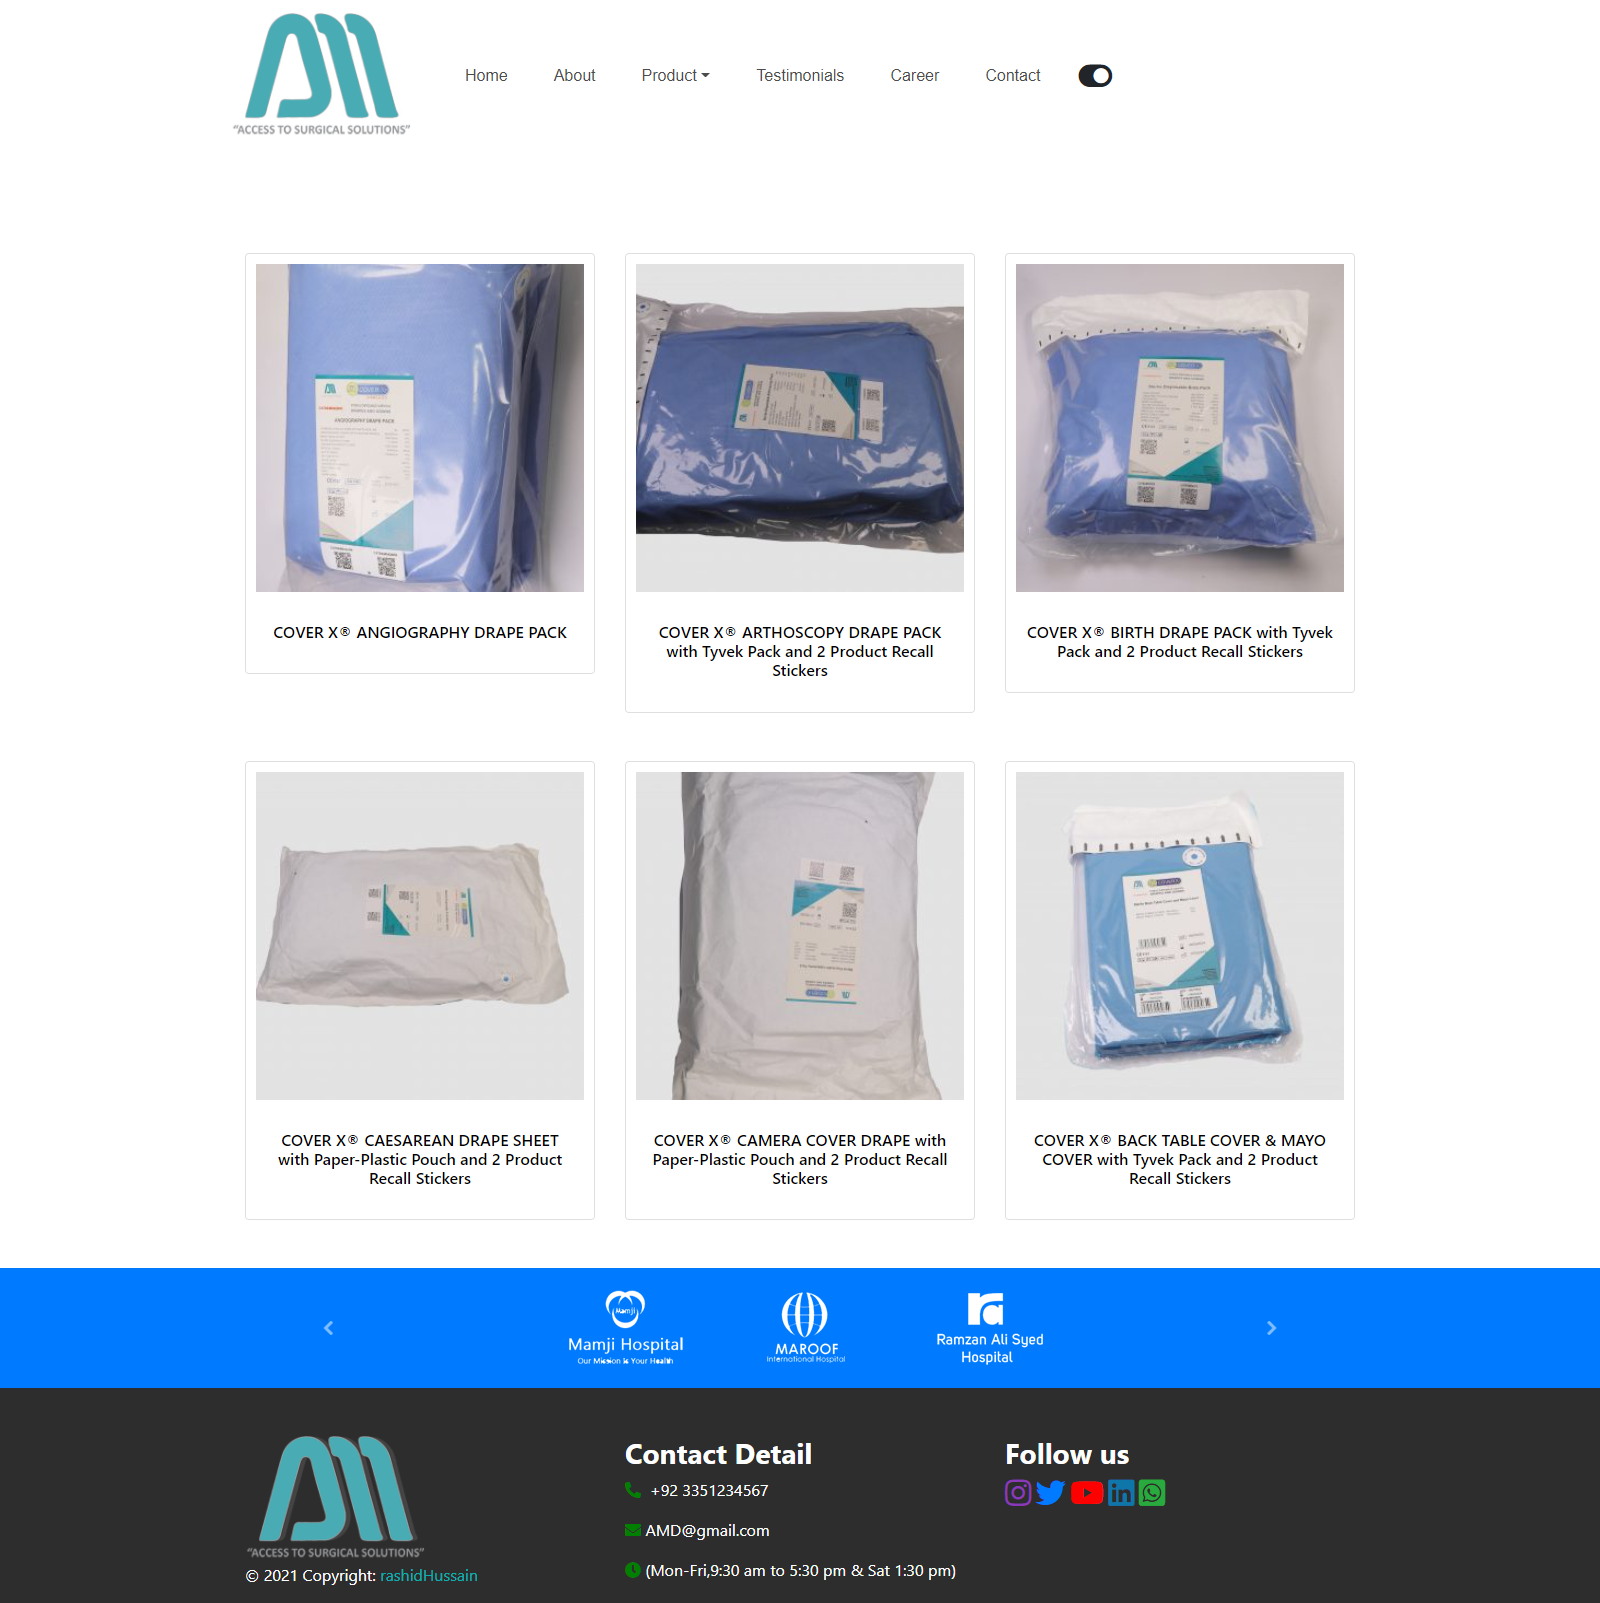 "ACCESS TO SURGICAL SOLUTIONS"
Home
About
Product
Testimonials
Career
Contact
ANGIOGRAPHY DRAPE PACK
COVER X® ANGIOGRAPHY DRAPE PACK
COVER X® ARTHOSCOPY DRAPE PACK
with Tyvek Pack and 2 Product Recall
Stickers
COVER X® BIRTH DRAPE PACK with Tyvek
Pack and 2 Product Recall Stickers
COVER X® CAESAREAN DRAPE SHEET
with Paper-Plastic Pouch and 2 Product
Recall Stickers
COVER X® CAMERA COVER DRAPE with
Paper-Plastic Pouch and 2 Product Recall
Stickers
COVER X® BACK TABLE COVER & MAYO
COVER with Tyvek Pack and 2 Product
Recall Stickers
Mamji
Mamji Hospital
Our Mission is Your Health
MAROOF
International Hospital
Ramzan Ali Syed
Hospital
"ACCESS TO SURGICAL SOLUTIONS"
© 2021 Copyright: rashidHussain
Contact Detail
+92 3351234567
AMD@gmail.com
(Mon-Fri,9:30 am to 5:30 pm & Sat 1:30 pm)
Follow us